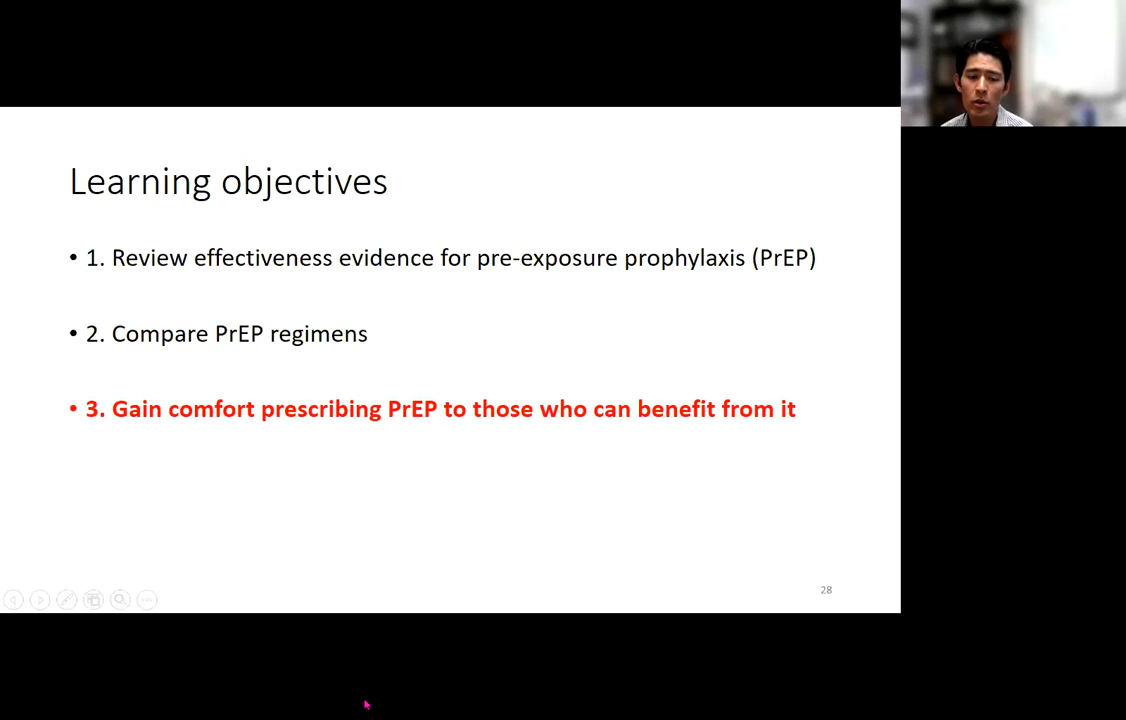 Learning objectives
• 1. Review effectiveness evidence for pre-exposure prophylaxis (PrEP)
• 2. Compare PrEP regimens
• 3. Gain comfort prescribing PrEP to those who can benefit from it
28